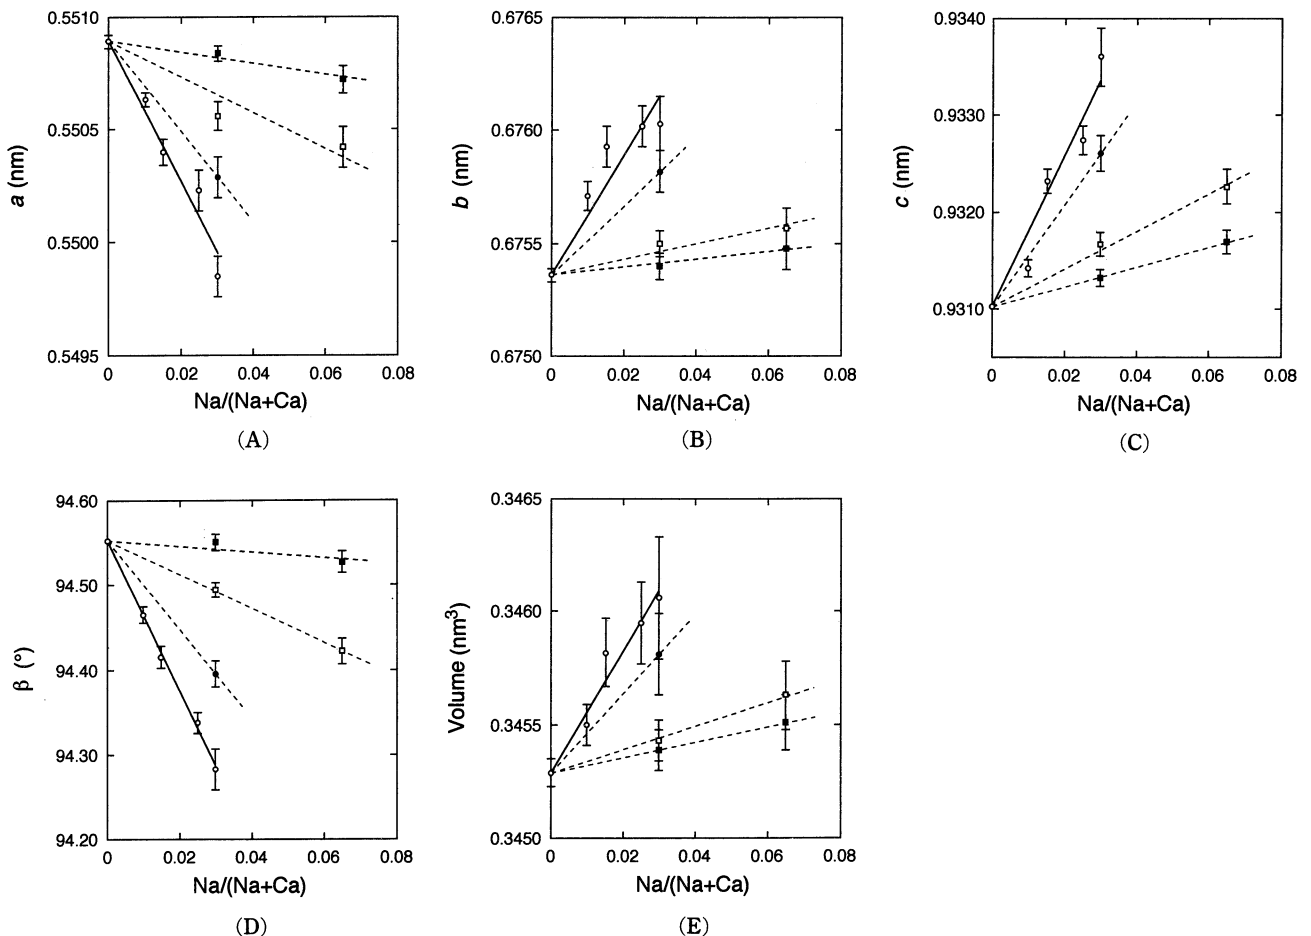 0.5510
0.5505
0.5500
0.5495
a (nm)
0 0.02 0.04 0.06 0.08
Na/(Na+Ca)
(A)
0.6765
0.6760
0.6755
0.6750
b (nm)
0 0.02 0.04 0.06 0.08
Na/(Na+Ca)
(B)
0.9340
0.9330
0.9320
0.9310
c (nm)
0 0.02 0.04 0.06 0.08
Na/(Na+Ca)
(C)
94.60
94.50
94.40
94.30
94.20
β (°)
0 0.02 0.04 0.06 0.08
Na/(Na+Ca)
(D)
0.3465
0.3460
0.3455
0.3450
Volume (nm³)
0 0.02 0.04 0.06 0.08
Na/(Na+Ca)
(E)